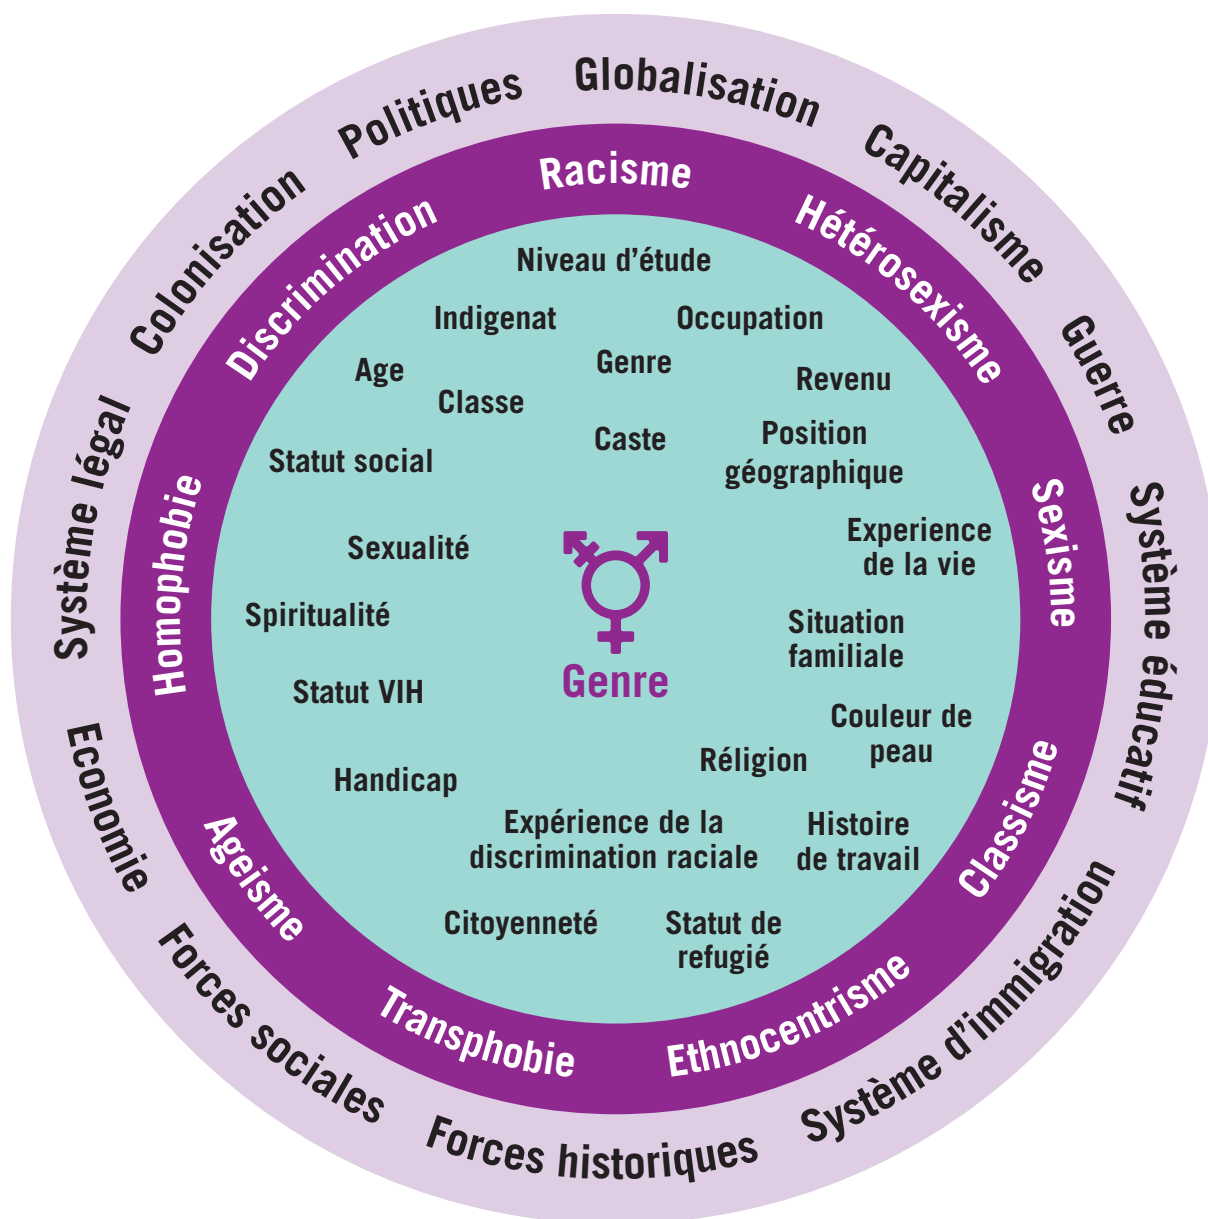 Globalisation
Capitalisme
Guerre
Système éducatif
Système d’immigration
Forces historiques
Forces sociales
Economie
Système légal
Colonisation
Politiques
Racisme
Hétérosexisme
Sexisme
Classisme
Ethnocentrisme
Transphobie
Ageisme
Homophobie
Discrimination
Niveau d’étude
Indigenat
Occupation
Genre
Age
Revenu
Classe
Caste
Position
géographique
Statut social
Experience
de la vie
Sexualité
Spiritualité
Situation
familiale
Genre
Statut VIH
Couleur de
peau
Réligion
Handicap
Expérience de la
discrimination raciale
Histoire
de travail
Citoyenneté
Statut de
refugié